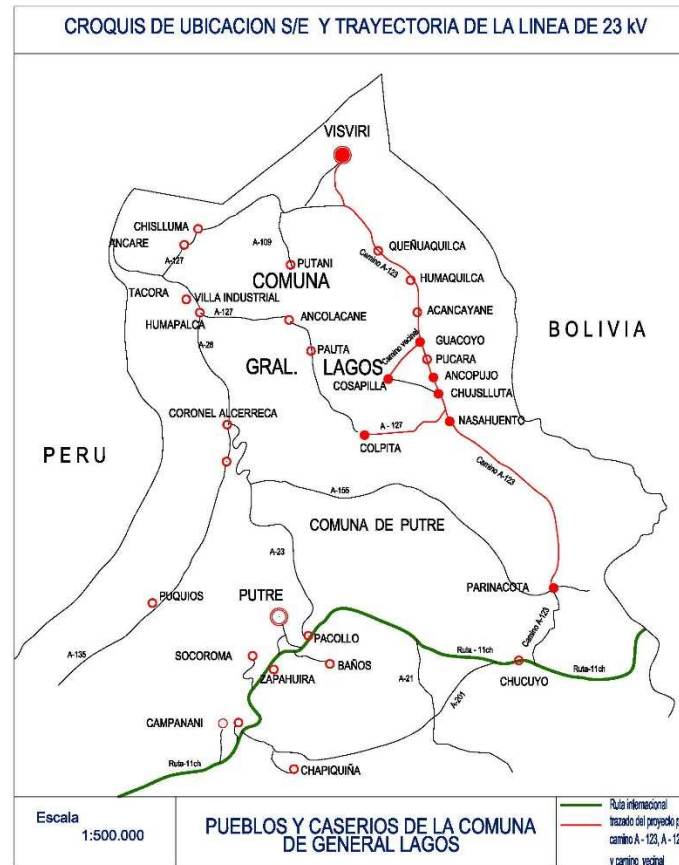 CROQUIS DE UBICACION S/E Y TRAYECTORIA DE LA LINEA DE 23 kV
VISVIRI
CHISLLUMA
ANCARE
A-127
A-109
PUTANI
COMUNA
QUEÑUAQUILCA
Camino A-123
HUMAQUILCA
TACORA
VILLA INDUSTRIAL
HUMAPALCA
A-127
ANCOLACANE
ACANCAYANE
BOLIVIA
A-28
PAUTA
GRAL. LAGOS
GUACOYO
Camino vecinal
PUCARA
COSAPILLA
ANCOPUJO
CHUJSLLUTA
CORONEL ALCERRECA
NASAHUENTO
A - 127
COLPITA
PERU
Camino A-123
A-155
COMUNA DE PUTRE
A-23
PARINACOTA
PUQUIOS
PUTRE
Camino A-123
PACOLLO
A-135
SOCOROMA
BAÑOS
Ruta - 11ch
ZAPAHUIRA
A-21
CHUCUYO
Ruta-11ch
A-201
CAMPANANI
Ruta-11ch
CHAPIQUIÑA
Escala
1:500.000
PUEBLOS Y CASERIOS DE LA COMUNA
DE GENERAL LAGOS
Ruta internacional
trazado del proyecto p
camino A - 123, A - 12
y camino vecinal